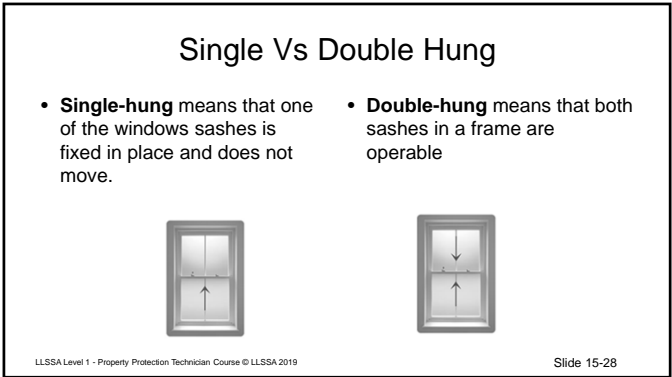 Single Vs Double Hung
• Single-hung means that one
of the windows sashes is
fixed in place and does not
move.
• Double-hung means that both
sashes in a frame are
operable
LLSSA Level 1 - Property Protection Technician Course © LLSSA 2019
Slide 15-28